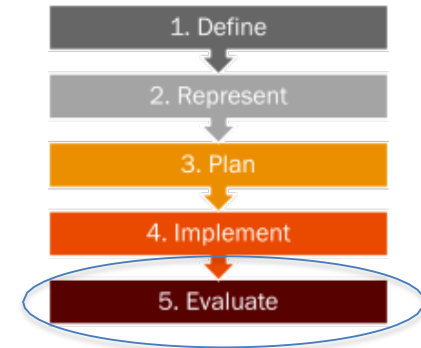 1. Define
2. Represent
3. Plan
4. Implement
5. Evaluate